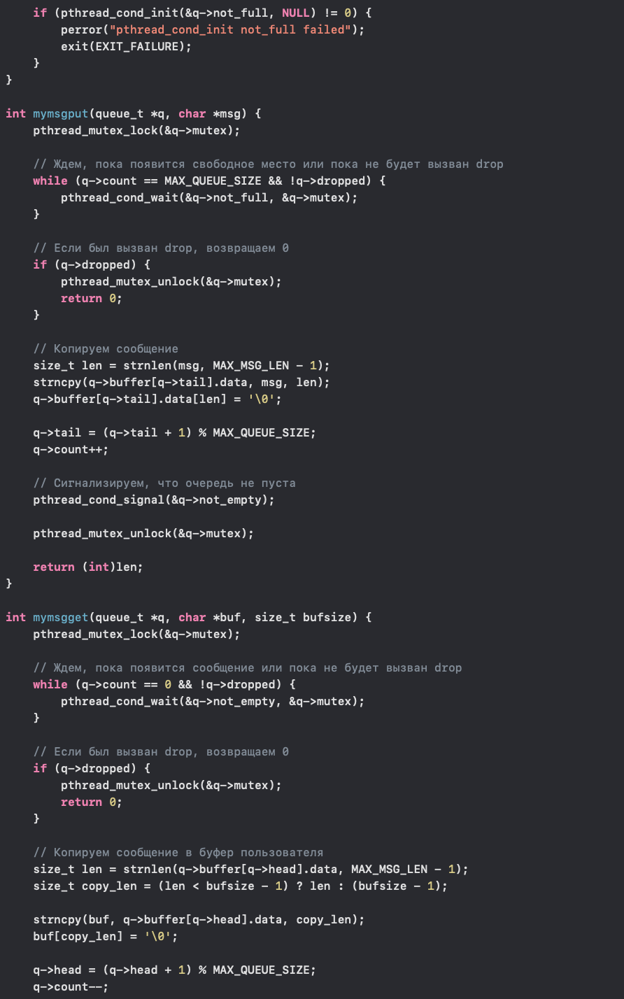 if (pthread_cond_init(&q->not_full, NULL) != 0) {
        perror("pthread_cond_init not_full failed");
        exit(EXIT_FAILURE);
    }
}

int mymsgput(queue_t *q, char *msg) {
    pthread_mutex_lock(&q->mutex);

    // Ждем, пока появится свободное место или пока не будет вызван drop
    while (q->count == MAX_QUEUE_SIZE && !q->dropped) {
        pthread_cond_wait(&q->not_full, &q->mutex);
    }

    // Если был вызван drop, возвращаем 0
    if (q->dropped) {
        pthread_mutex_unlock(&q->mutex);
        return 0;
    }

    // Копируем сообщение
    size_t len = strnlen(msg, MAX_MSG_LEN - 1);
    strncpy(q->buffer[q->tail].data, msg, len);
    q->buffer[q->tail].data[len] = '\0';

    q->tail = (q->tail + 1) % MAX_QUEUE_SIZE;
    q->count++;

    // Сигнализируем, что очередь не пуста
    pthread_cond_signal(&q->not_empty);

    pthread_mutex_unlock(&q->mutex);

    return (int)len;
}

int mymsgget(queue_t *q, char *buf, size_t bufsize) {
    pthread_mutex_lock(&q->mutex);

    // Ждем, пока появится сообщение или пока не будет вызван drop
    while (q->count == 0 && !q->dropped) {
        pthread_cond_wait(&q->not_empty, &q->mutex);
    }

    // Если был вызван drop, возвращаем 0
    if (q->dropped) {
        pthread_mutex_unlock(&q->mutex);
        return 0;
    }

    // Копируем сообщение в буфер пользователя
    size_t len = strnlen(q->buffer[q->head].data, MAX_MSG_LEN - 1);
    size_t copy_len = (len < bufsize - 1) ? len : (bufsize - 1);

    strncpy(buf, q->buffer[q->head].data, copy_len);
    buf[copy_len] = '\0';

    q->head = (q->head + 1) % MAX_QUEUE_SIZE;
    q->count--;